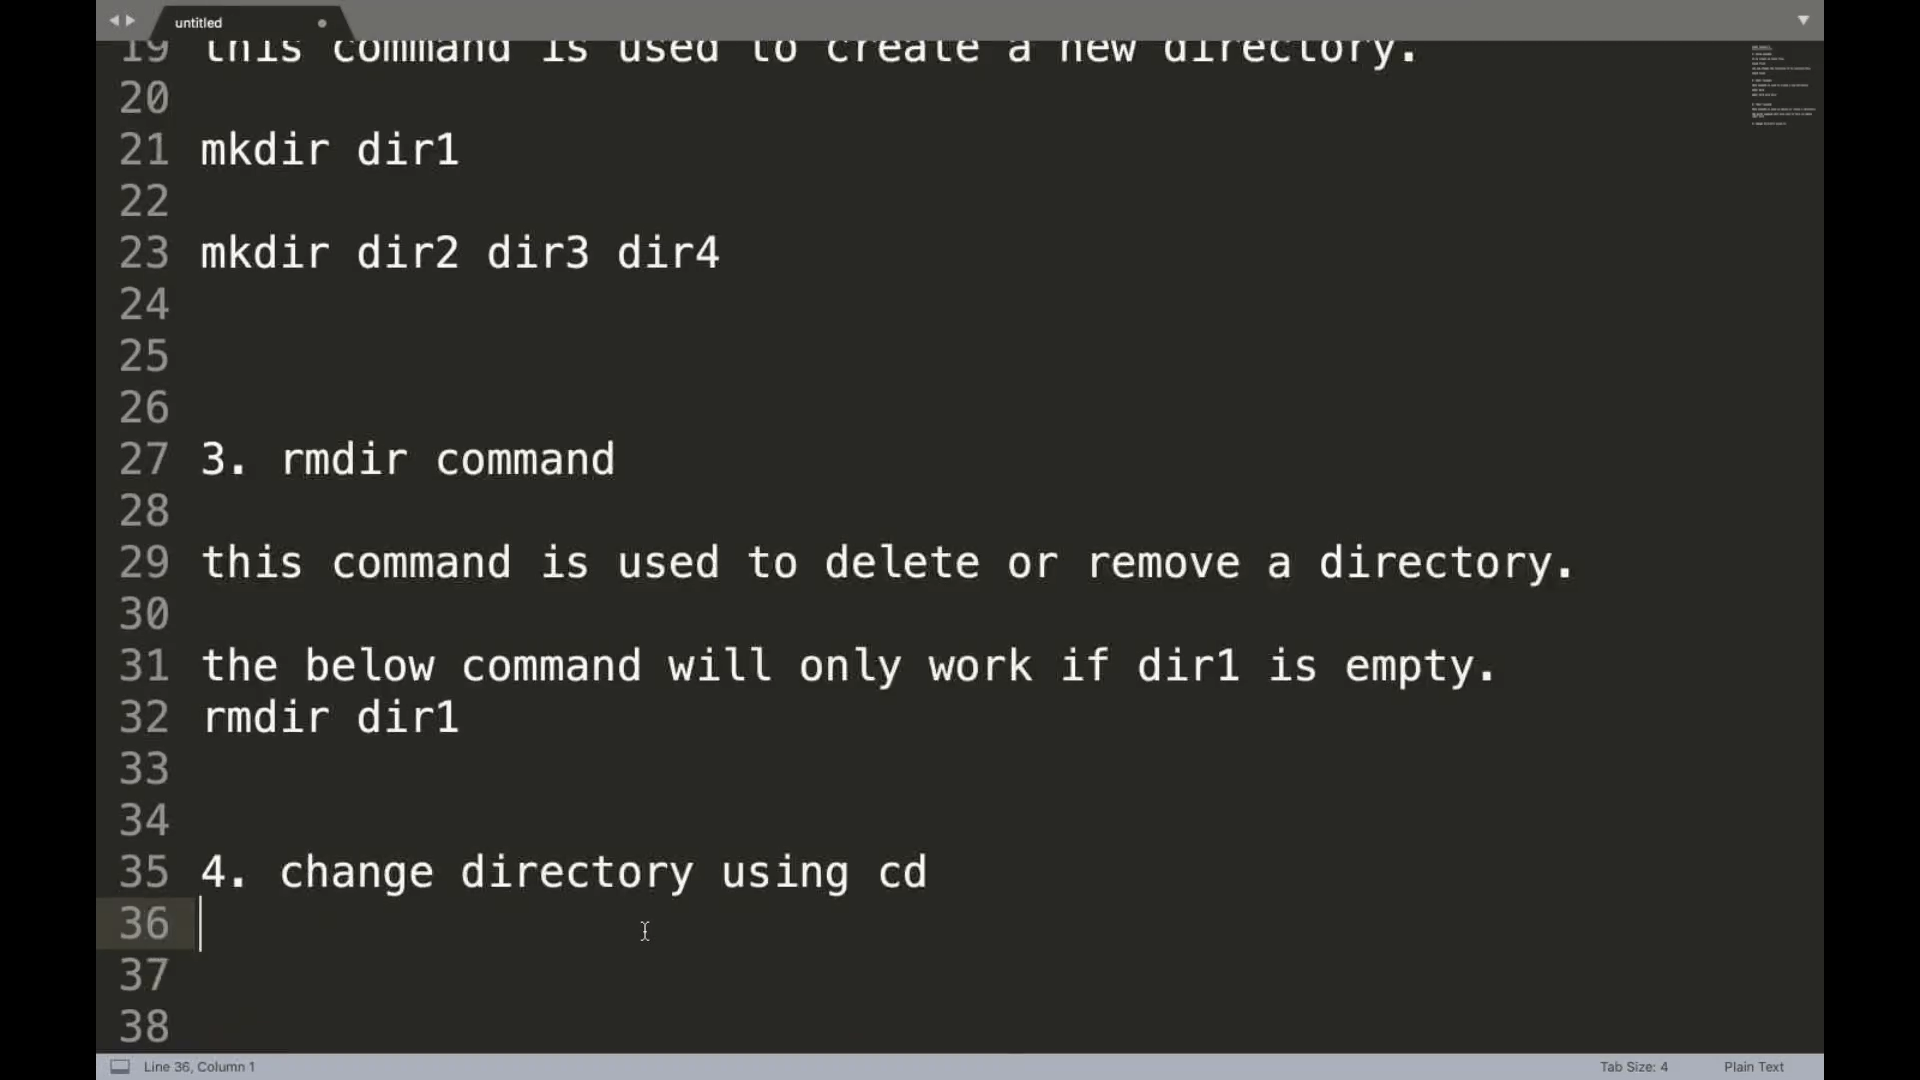 untitled
19 this command is used to create a new directory.
20
21 mkdir dir1
22
23 mkdir dir2 dir3 dir4
24
25
26
27 3. rmdir command
28
29 this command is used to delete or remove a directory.
30
31 the below command will only work if dir1 is empty.
32 rmdir dir1
33
34
35 4. change directory using cd
36
37
38
Line 36, Column 1
Tab Size: 4
Plain Text